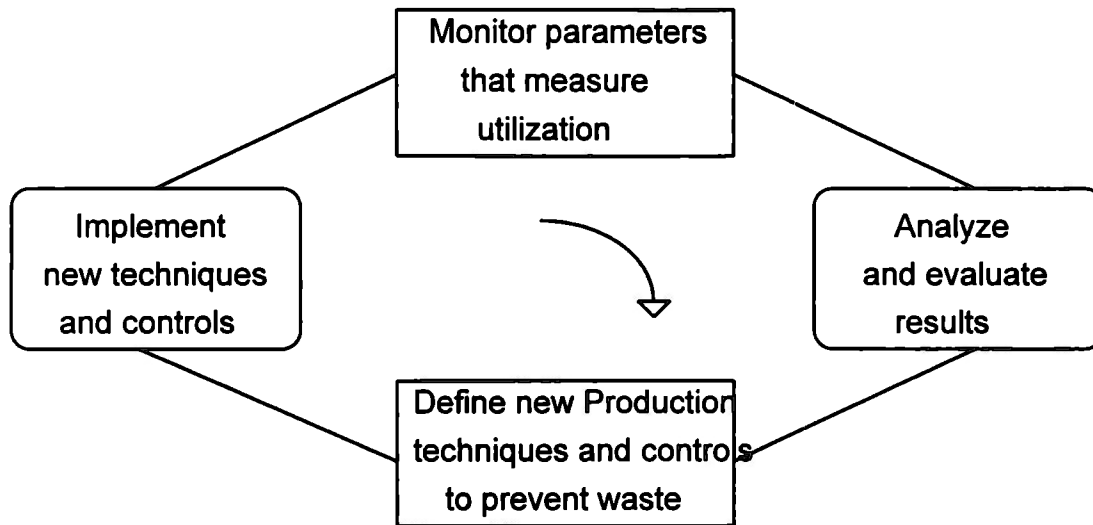 Monitor parameters
that measure
utilization
Implement
new techniques
and controls
Analyze
and evaluate
results
Define new Production
techniques and controls
to prevent waste